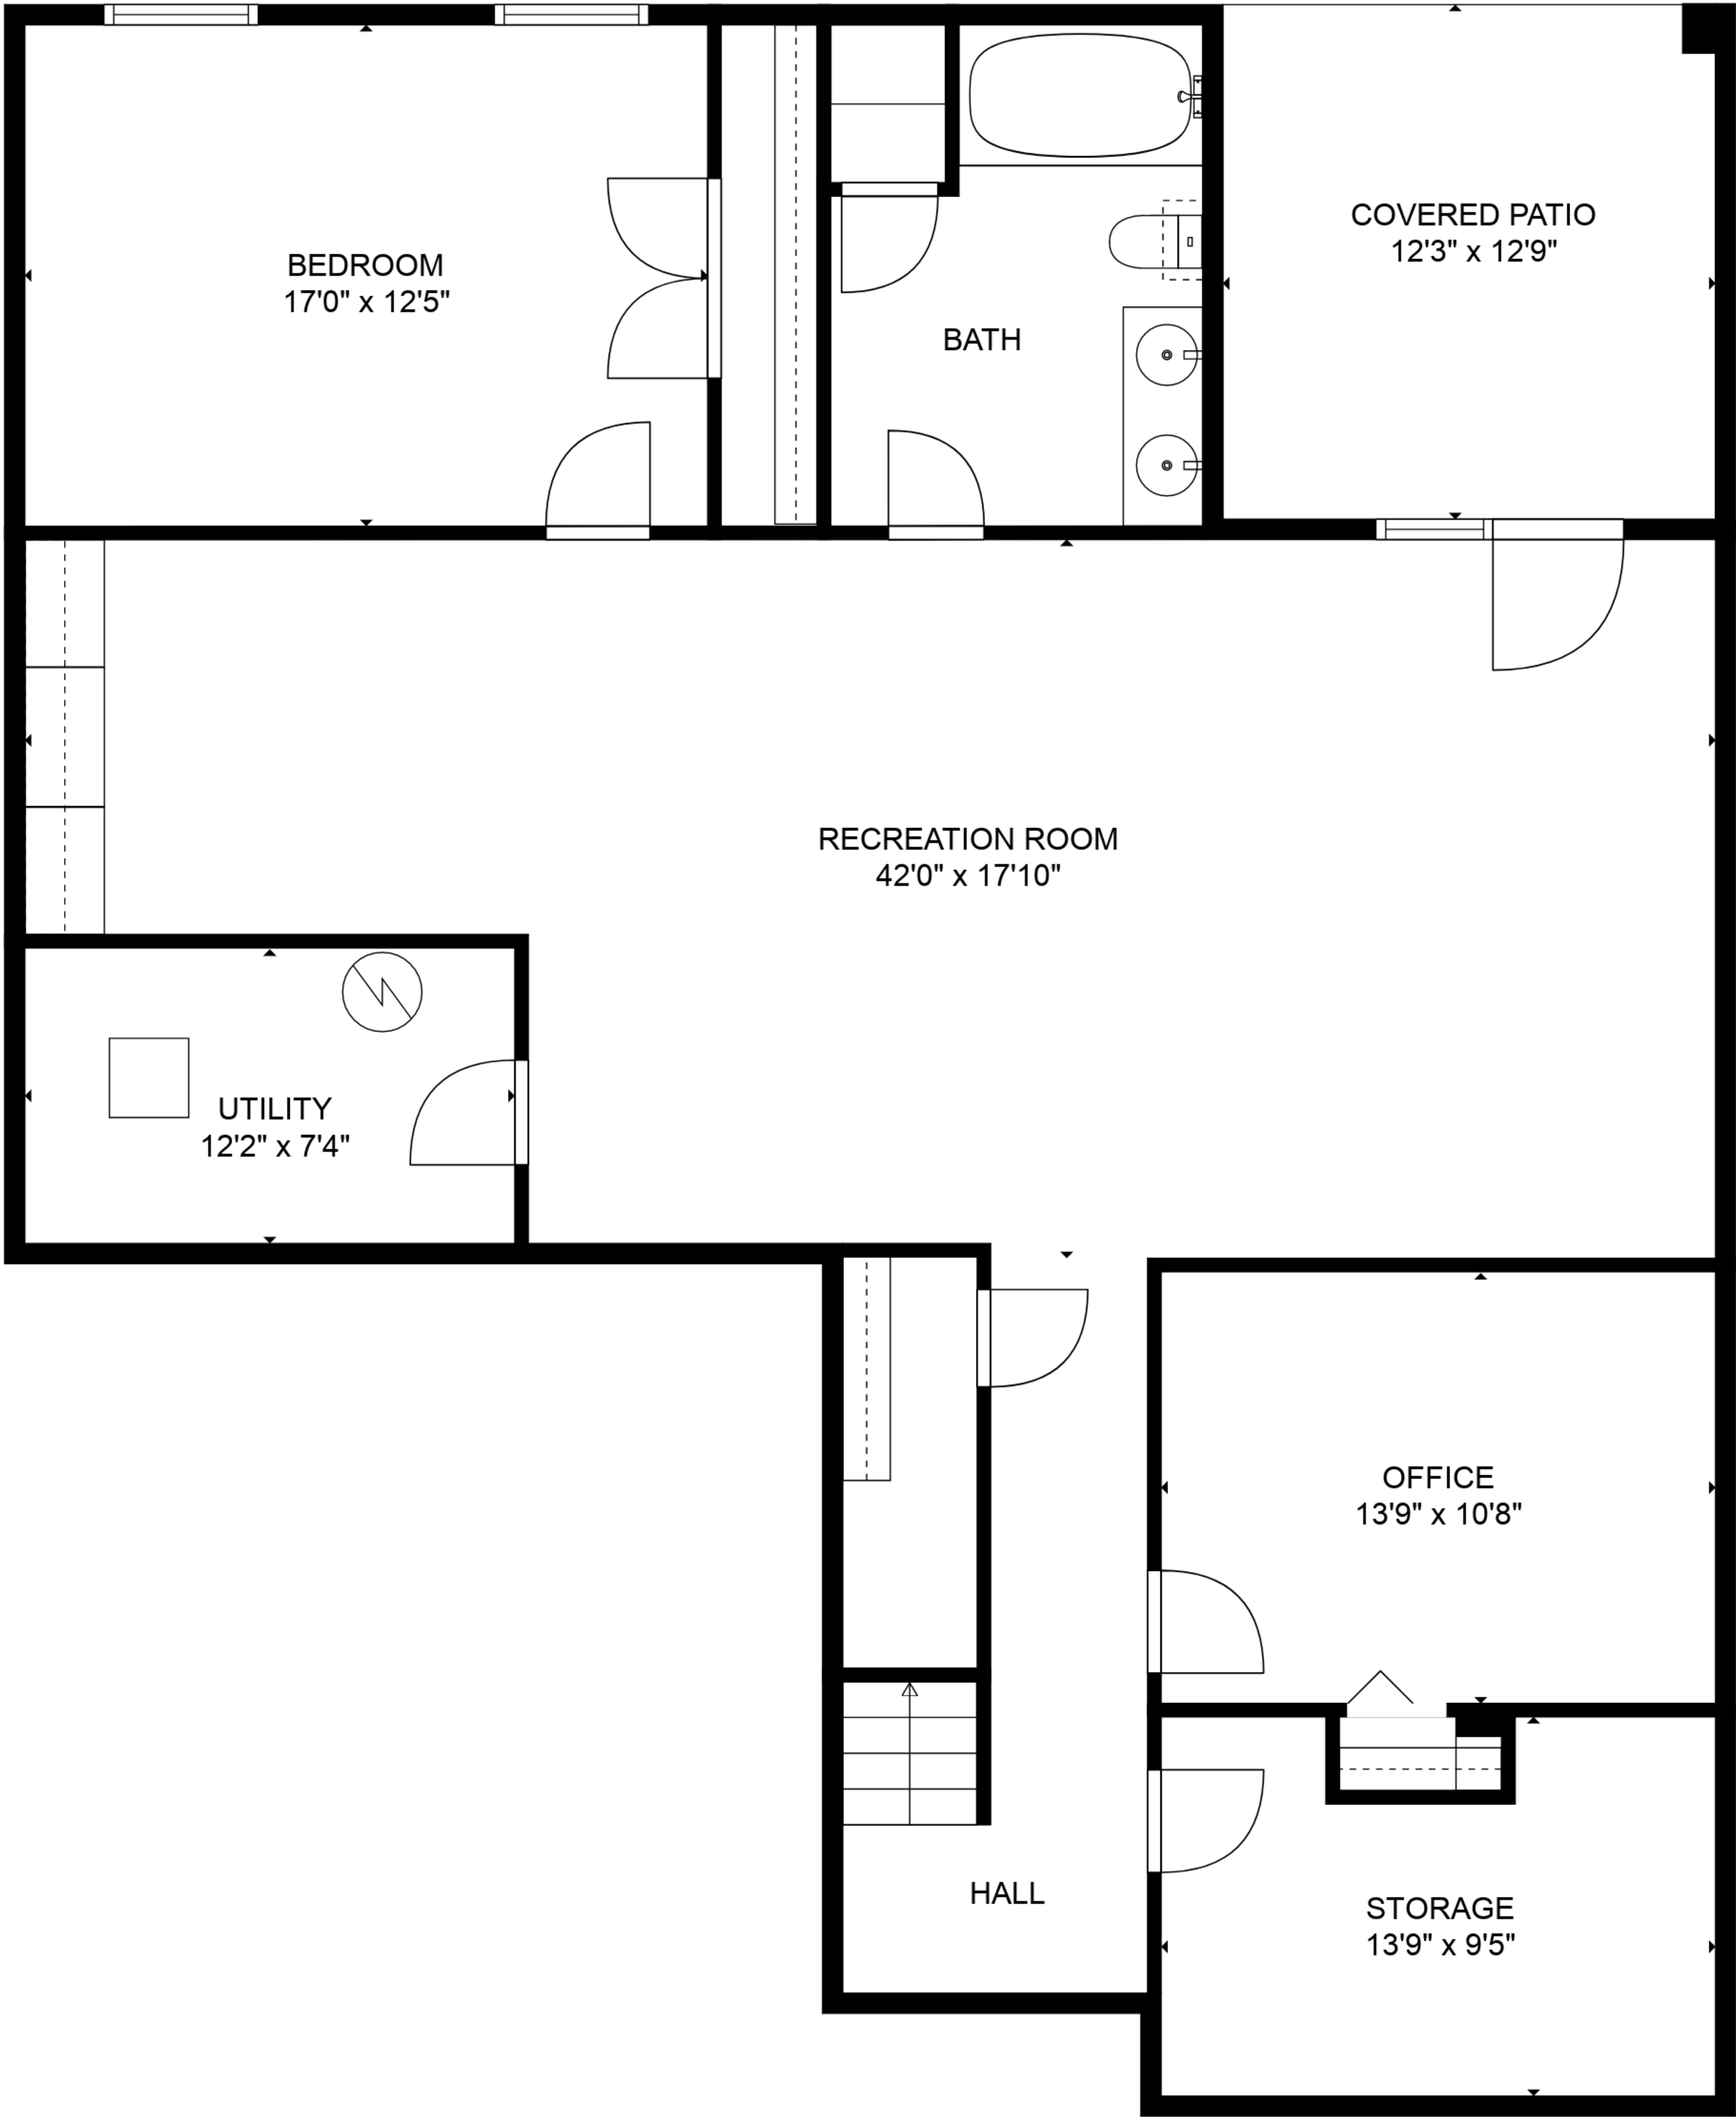 BEDROOM
17'0" x 12'5"
BATH
COVERED PATIO
12'3" x 12'9"
RECREATION ROOM
42'0" x 17'10"
UTILITY
12'2" x 7'4"
OFFICE
13'9" x 10'8"
HALL
STORAGE
13'9" x 9'5"